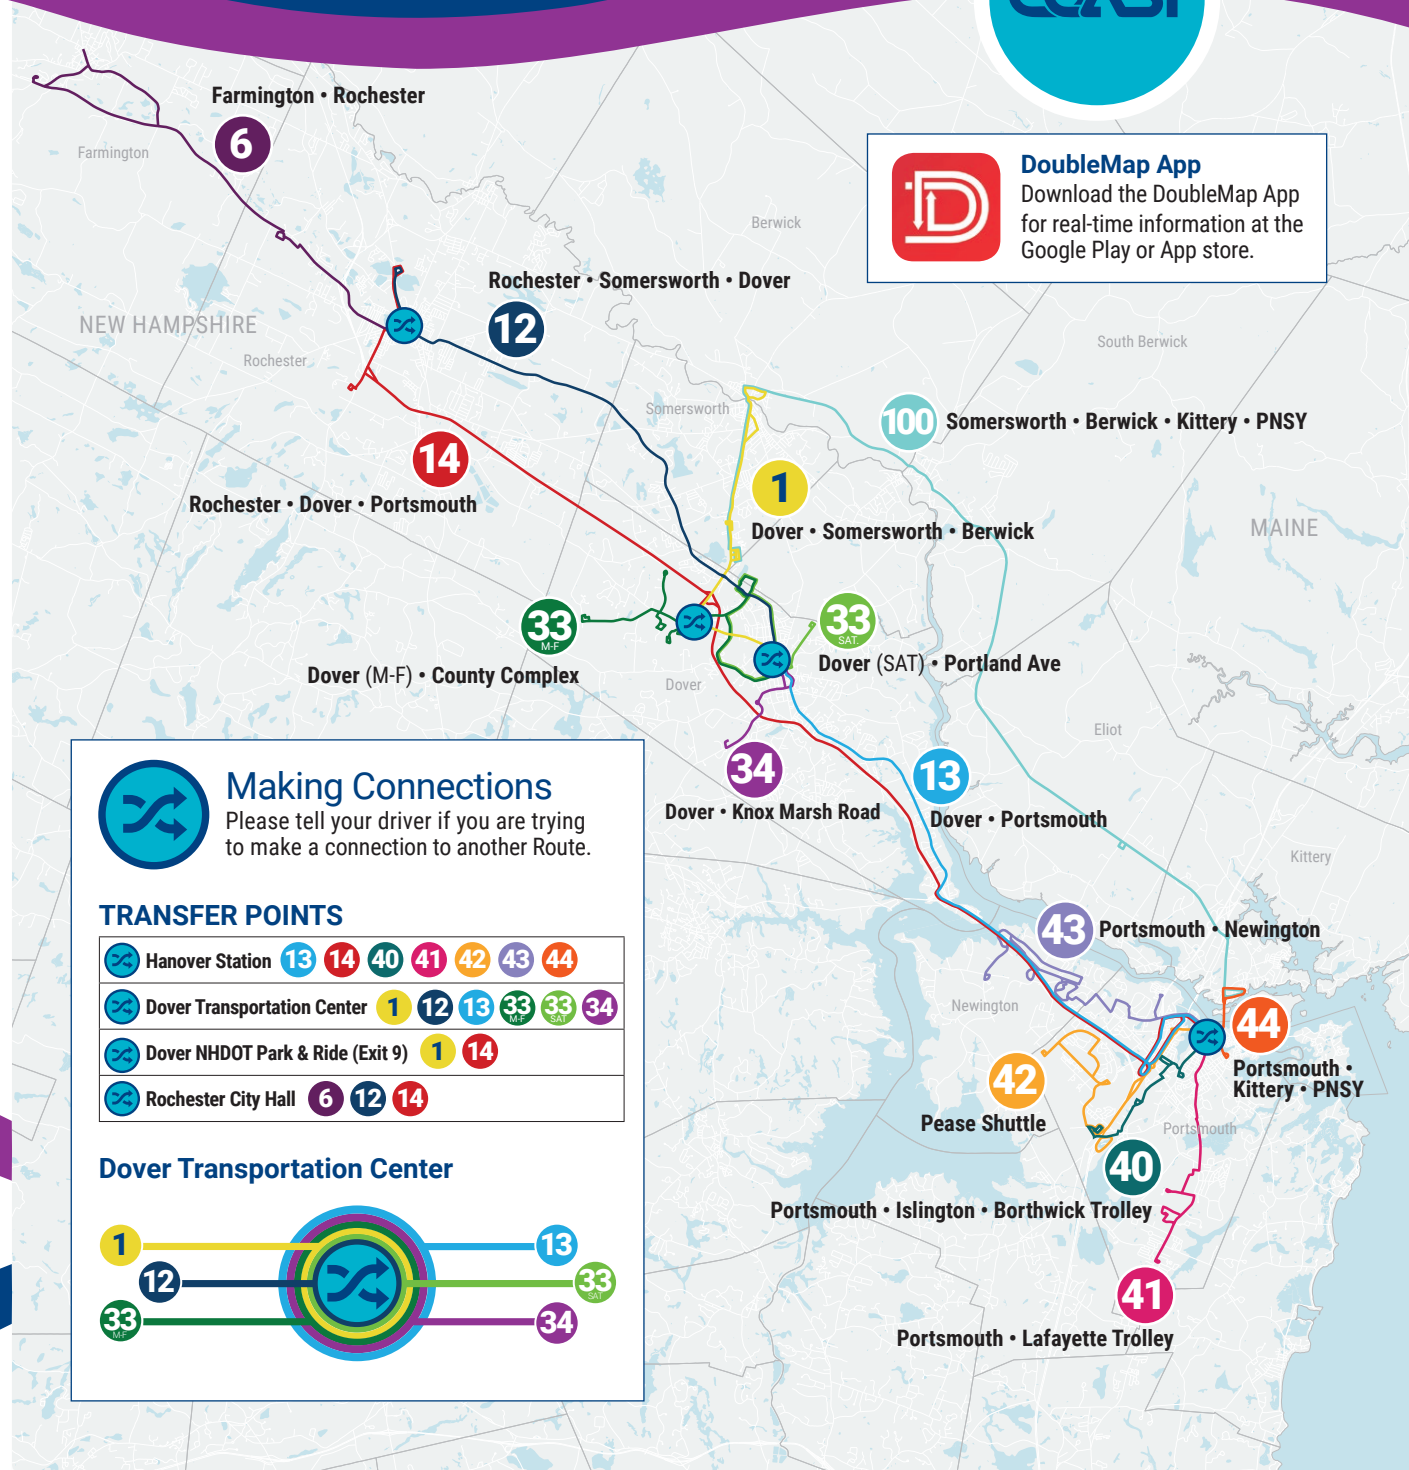 COAST
Farmington • Rochester
6
Farmington
DoubleMap App
Download the DoubleMap App
for real-time information at the
Google Play or App store.
Berwick
Rochester • Somersworth • Dover
12
NEW HAMPSHIRE
Rochester
South Berwick
Somersworth
100
Somersworth • Berwick • Kittery • PNSY
14
Rochester • Dover • Portsmouth
1
Dover • Somersworth • Berwick
MAINE
33
M-F
Dover (M-F) • County Complex
33
SAT.
Dover (SAT) • Portland Ave
Dover
Eliot
34
Dover • Knox Marsh Road
13
Dover • Portsmouth
Kittery
Making Connections
Please tell your driver if you are trying
to make a connection to another Route.
TRANSFER POINTS
Hanover Station 13 14 40 41 42 43 44
Dover Transportation Center 1 12 13 33 M-F 33 SAT 34
Dover NHDOT Park & Ride (Exit 9) 1 14
Rochester City Hall 6 12 14
43
Portsmouth • Newington
Newington
44
Portsmouth •
Kittery • PNSY
42
Pease Shuttle
Portsmouth
40
Portsmouth • Islington • Borthwick Trolley
41
Portsmouth • Lafayette Trolley
Dover Transportation Center
1
13
12
33
SAT
33
M-F
34